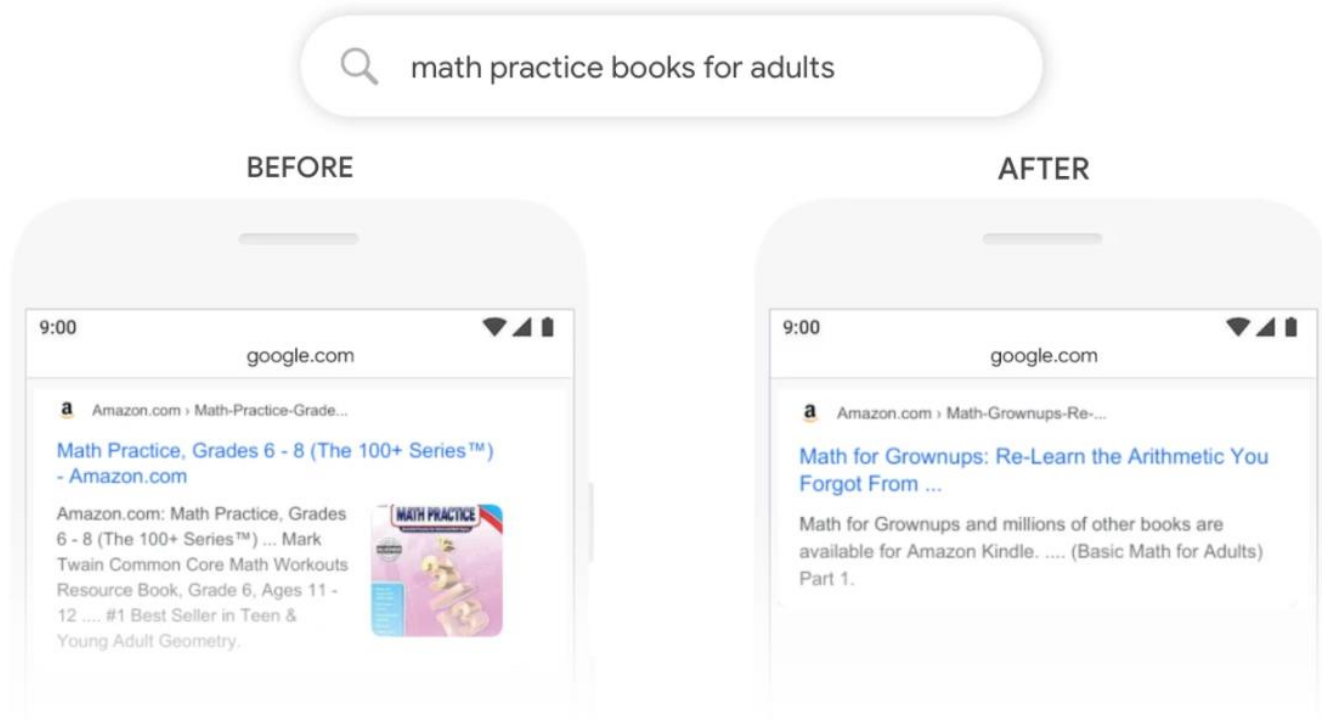 math practice books for adults
BEFORE
9:00
google.com
a Amazon.com › Math-Practice-Grade...
Math Practice, Grades 6 - 8 (The 100+ Series™)
- Amazon.com
Amazon.com: Math Practice, Grades
6 - 8 (The 100+ Series™) ... Mark
Twain Common Core Math Workouts
Resource Book, Grade 6, Ages 11 -
12 .... #1 Best Seller in Teen &
Young Adult Geometry.
MATH PRACTICE
AFTER
9:00
google.com
a Amazon.com › Math-Grownups-Re-...
Math for Grownups: Re-Learn the Arithmetic You
Forgot From ...
Math for Grownups and millions of other books are
available for Amazon Kindle. .... (Basic Math for Adults)
Part 1.